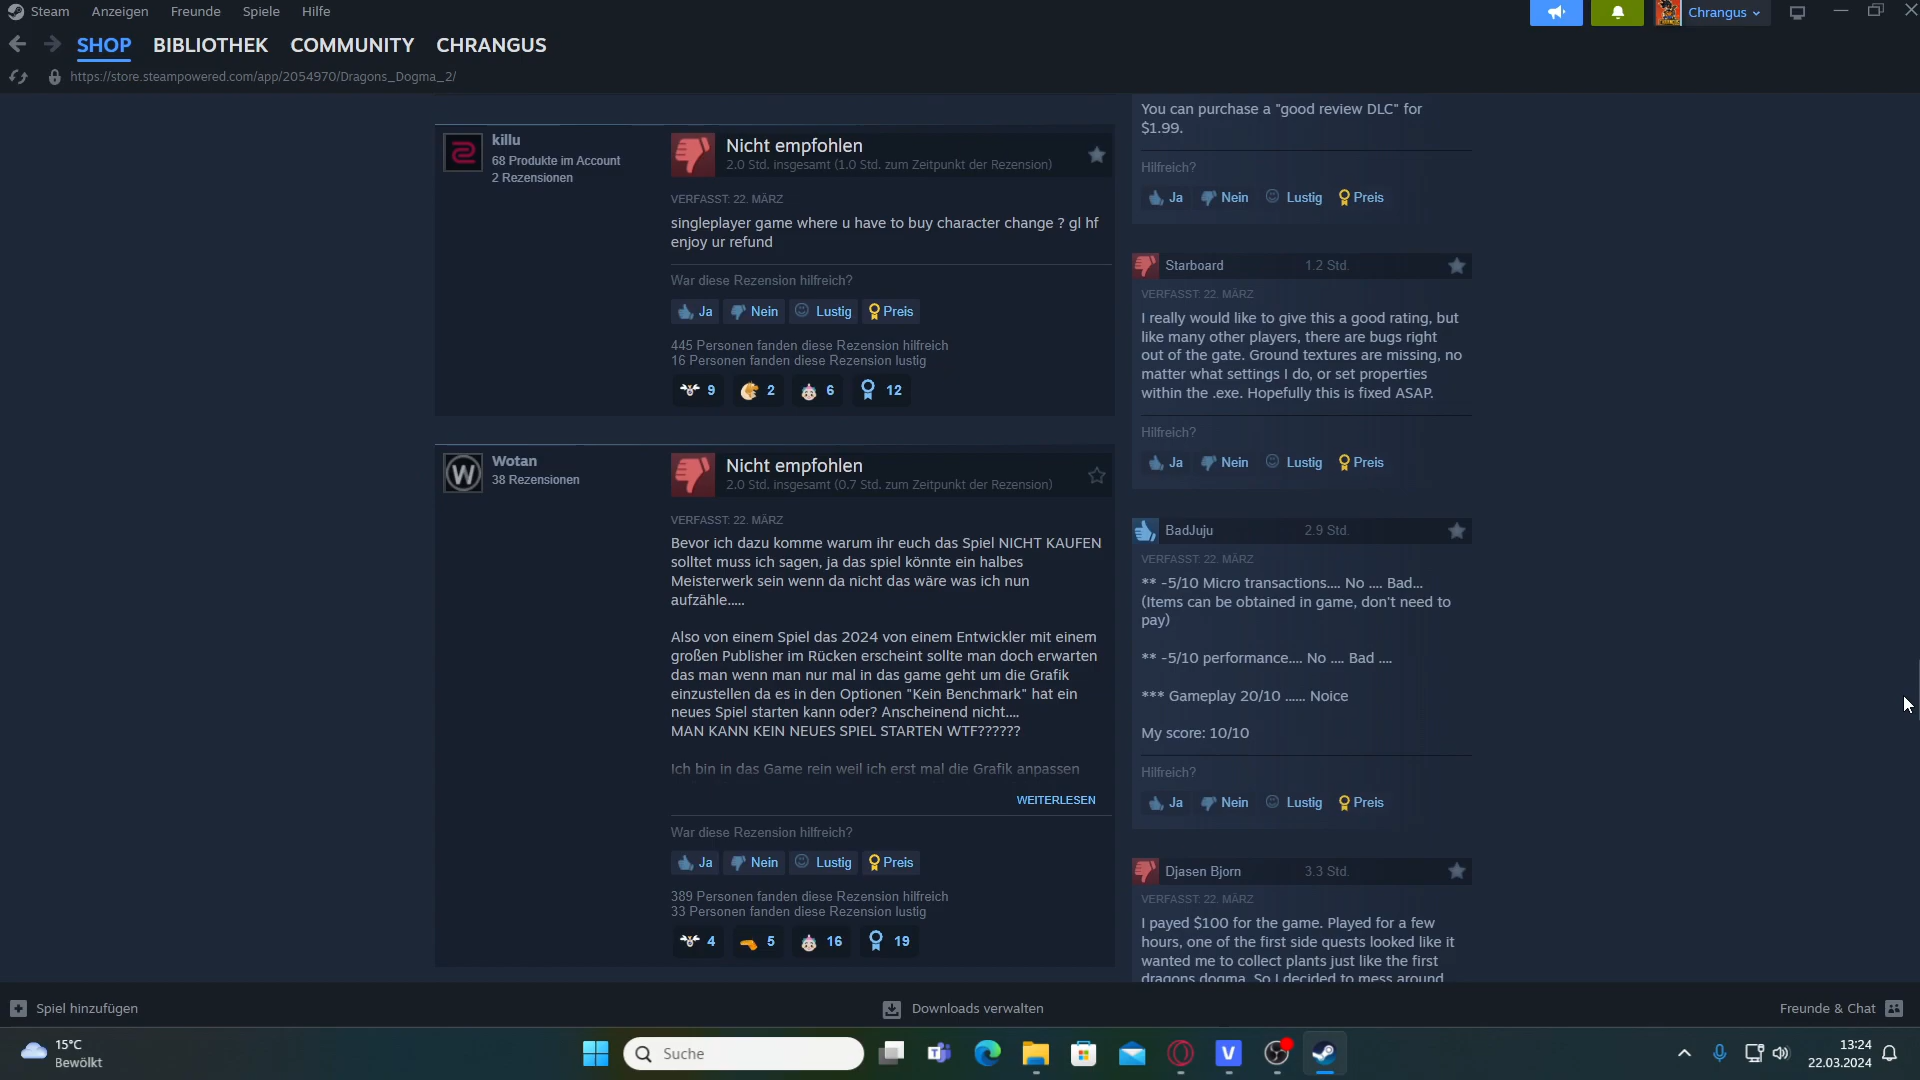 Steam Anzeigen Freunde Spiele Hilfe
Chrangus
SHOP BIBLIOTHEK COMMUNITY CHRANGUS
https://store.steampowered.com/app/2054970/Dragons_Dogma_2/
killu
68 Produkte im Account
2 Rezensionen
Nicht empfohlen
2.0 Std. insgesamt (1.0 Std. zum Zeitpunkt der Rezension)
VERFASST: 22. MÄRZ
singleplayer game where u have to buy character change ? gl hf
enjoy ur refund
War diese Rezension hilfreich?
Ja Nein Lustig Preis
445 Personen fanden diese Rezension hilfreich
16 Personen fanden diese Rezension lustig
9 2 6 12
Wotan
38 Rezensionen
Nicht empfohlen
2.0 Std. insgesamt (0.7 Std. zum Zeitpunkt der Rezension)
VERFASST: 22. MÄRZ
Bevor ich dazu komme warum ihr euch das Spiel NICHT KAUFEN
solltet muss ich sagen, ja das spiel könnte ein halbes
Meisterwerk sein wenn da nicht das wäre was ich nun
aufzähle.....
Also von einem Spiel das 2024 von einem Entwickler mit einem
großen Publisher im Rücken erscheint sollte man doch erwarten
das man wenn man nur mal in das game geht um die Grafik
einzustellen da es in den Optionen "Kein Benchmark" hat ein
neues Spiel starten kann oder? Anscheinend nicht....
MAN KANN KEIN NEUES SPIEL STARTEN WTF??????
Ich bin in das Game rein weil ich erst mal die Grafik anpassen
WEITERLESEN
War diese Rezension hilfreich?
Ja Nein Lustig Preis
389 Personen fanden diese Rezension hilfreich
33 Personen fanden diese Rezension lustig
4 5 16 19
You can purchase a "good review DLC" for
$1.99.
Hilfreich?
Ja Nein Lustig Preis
Starboard 1.2 Std.
VERFASST: 22. MÄRZ
I really would like to give this a good rating, but
like many other players, there are bugs right
out of the gate. Ground textures are missing, no
matter what settings I do, or set properties
within the .exe. Hopefully this is fixed ASAP.
Hilfreich?
Ja Nein Lustig Preis
BadJuju 2.9 Std.
VERFASST: 22. MÄRZ
** -5/10 Micro transactions.... No .... Bad...
(Items can be obtained in game, don't need to
pay)
** -5/10 performance.... No .... Bad ....
*** Gameplay 20/10 ...... Noice
My score: 10/10
Hilfreich?
Ja Nein Lustig Preis
Djasen Bjorn 3.3 Std.
VERFASST: 22. MÄRZ
I payed $100 for the game. Played for a few
hours, one of the first side quests looked like it
wanted me to collect plants just like the first
dragons dogma. So I decided to mess around
Spiel hinzufügen
Downloads verwalten
Freunde & Chat
15°C
Bewölkt
Suche
13:24
22.03.2024